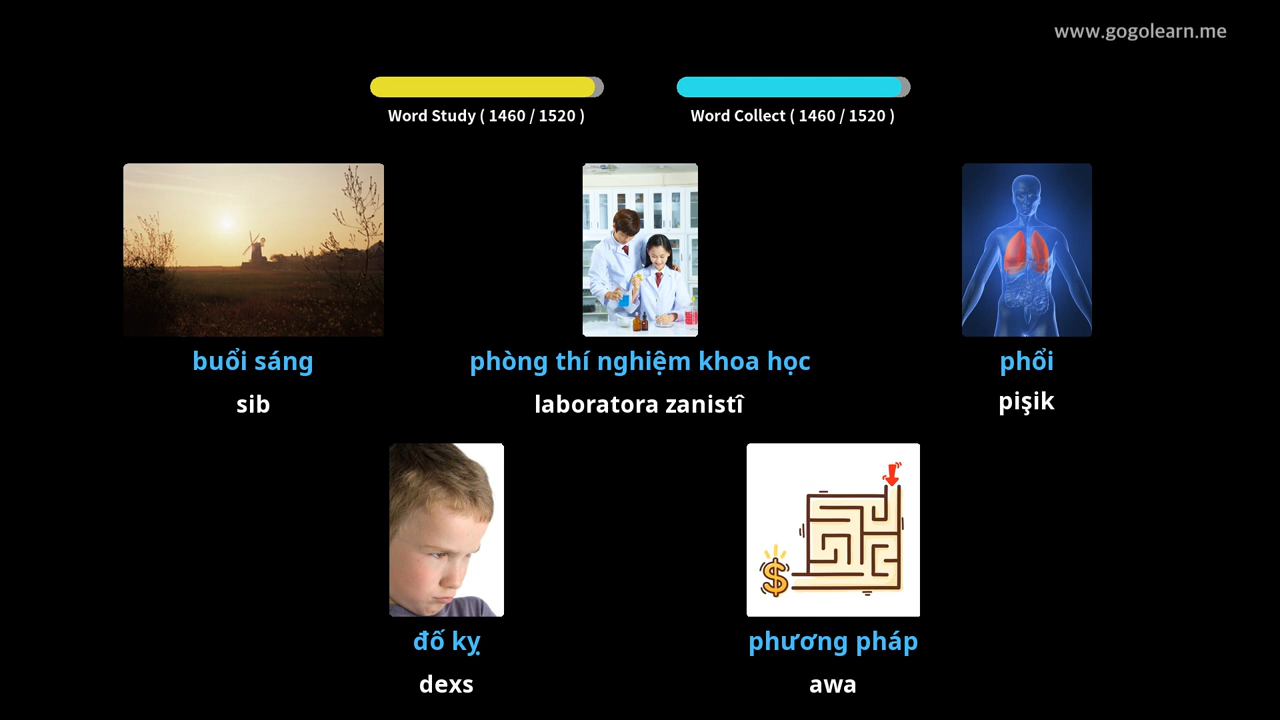 www.gogolearn.me
Word Study ( 1460 / 1520 )
Word Collect ( 1460 / 1520 )
buổi sáng
phòng thí nghiệm khoa học
phổi
sib
laboratora zanistî
pişik
đố kỵ
phương pháp
dexs
awa